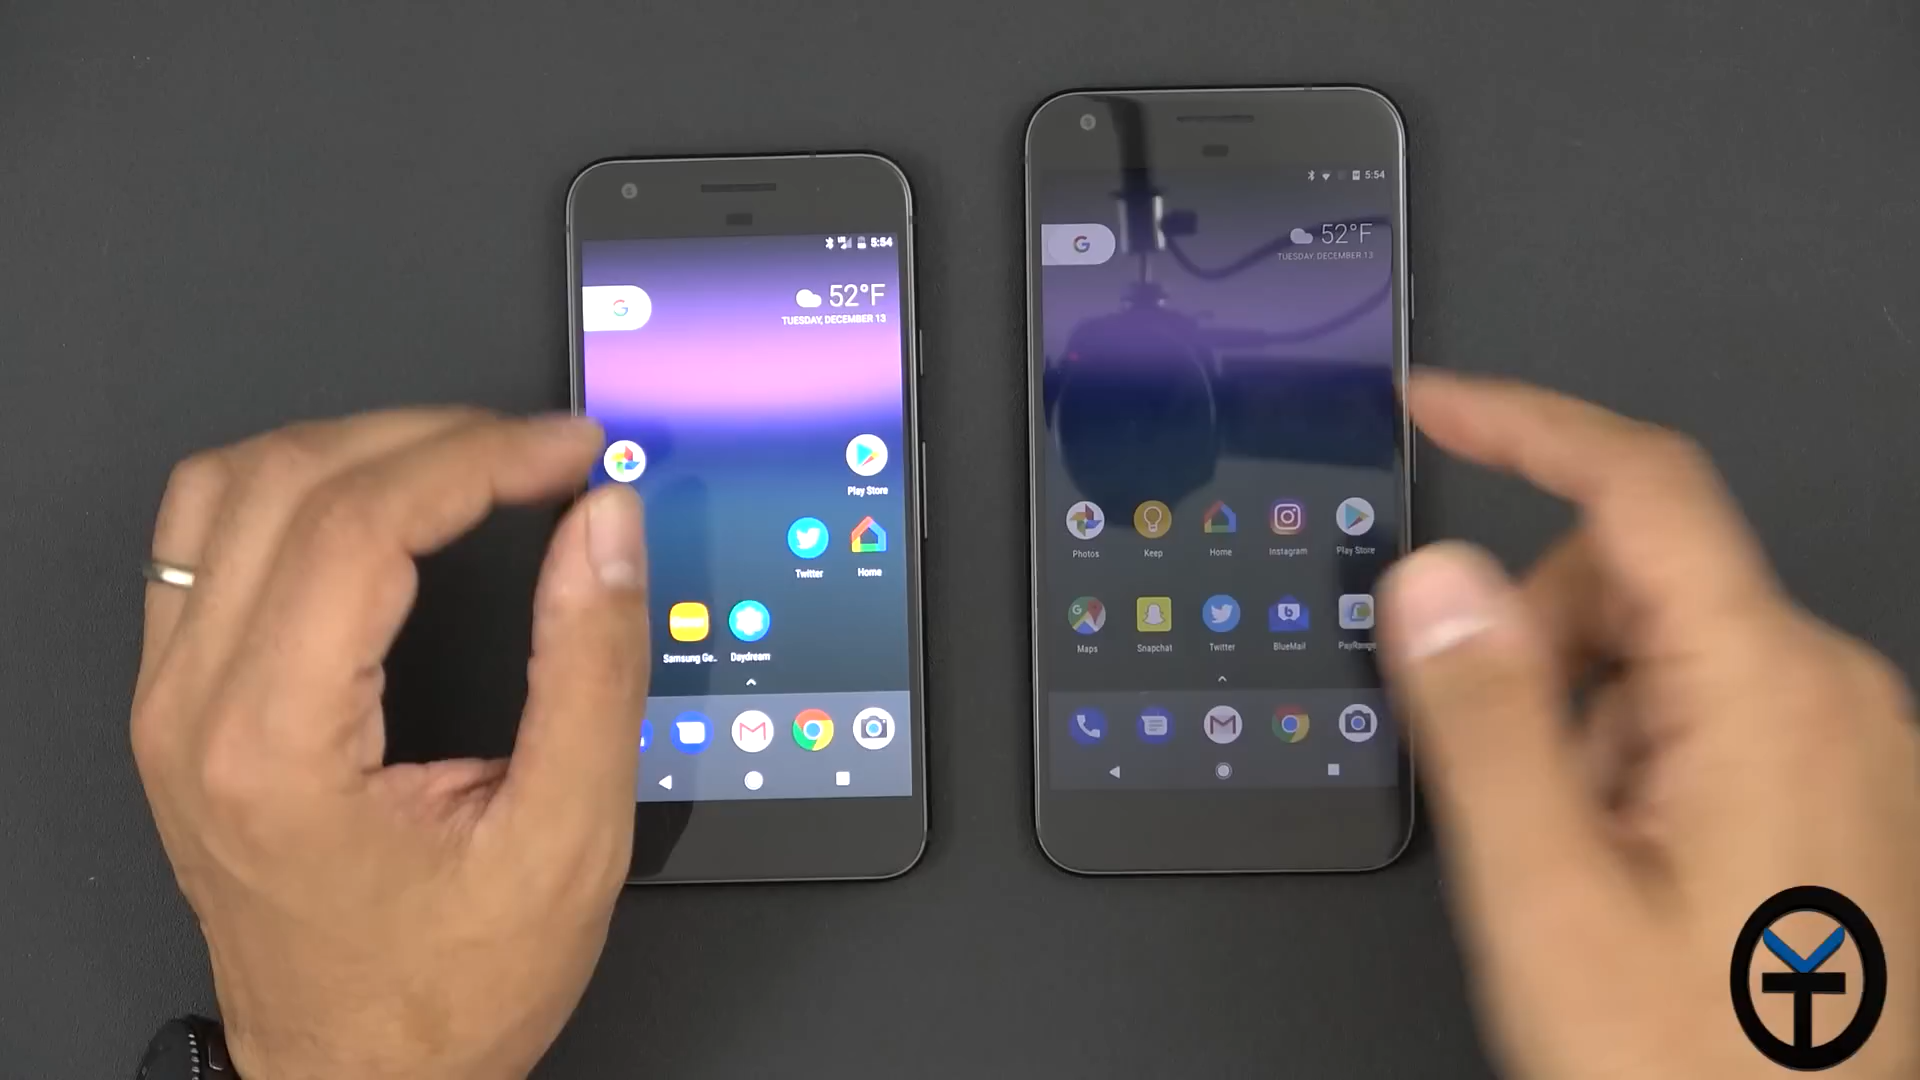 5:54
52°F
TUESDAY, DECEMBER 13
Play Store
Twitter
Home
Samsung Ge..
Daydream
5:54
52°F
TUESDAY DECEMBER 13
Photos
Keep
Home
Instagram
Play Store
Maps
Snapchat
Twitter
BlueMail
PayRange